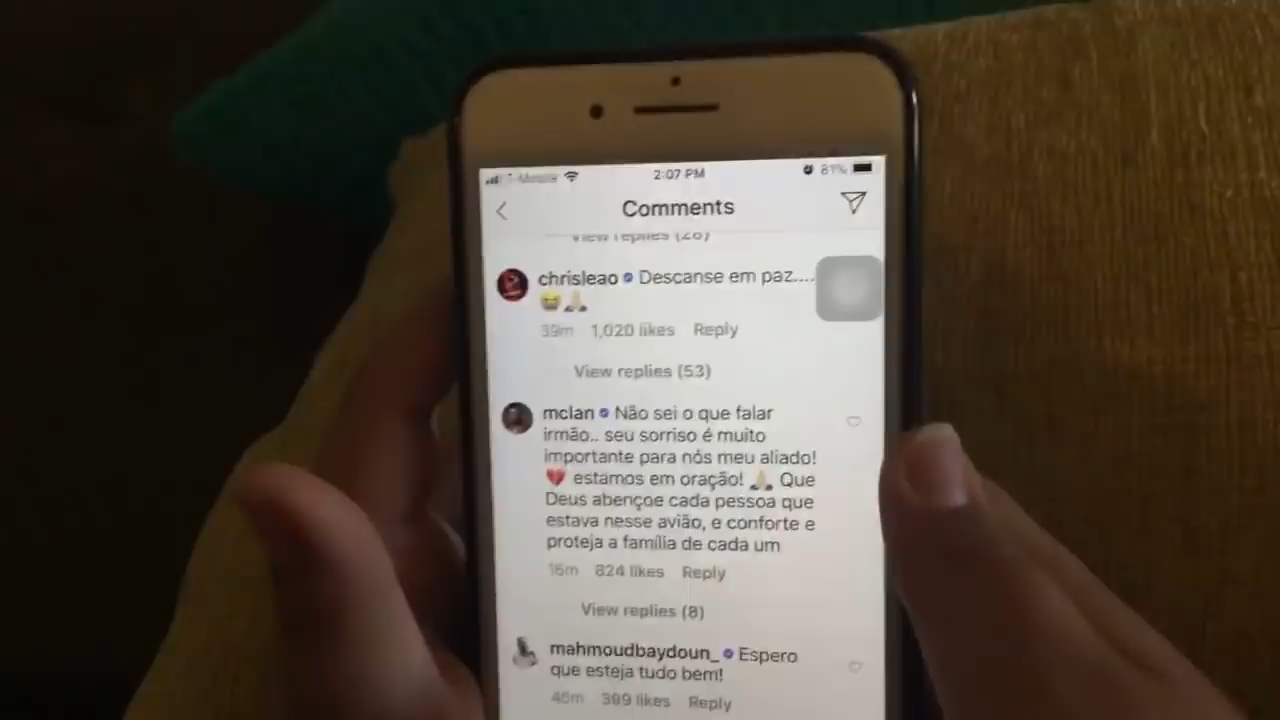 2:07 PM 81%
Comments
View replies (28)
chrisleao Descanse em paz....
39m 1,020 likes Reply
View replies (53)
mclan Não sei o que falar
irmão.. seu sorriso é muito
importante para nós meu aliado!
💔 estamos em oração! 🙏 Que
Deus abençoe cada pessoa que
estava nesse avião, e conforte e
proteja a família de cada um
16m 824 likes Reply
View replies (8)
mahmoudbaydoun_ Espero
que esteja tudo bem!
46m 399 likes Reply